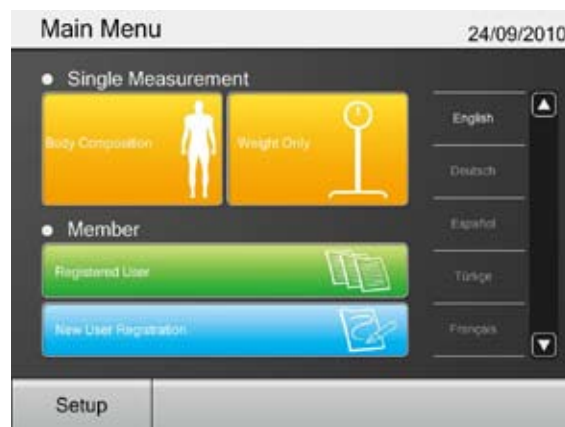 Main Menu
24/09/2010
Single Measurement
Body Composition
Weight Only
English
Deutsch
Español
Türkçe
Français
Member
Registered User
New User Registration
Setup